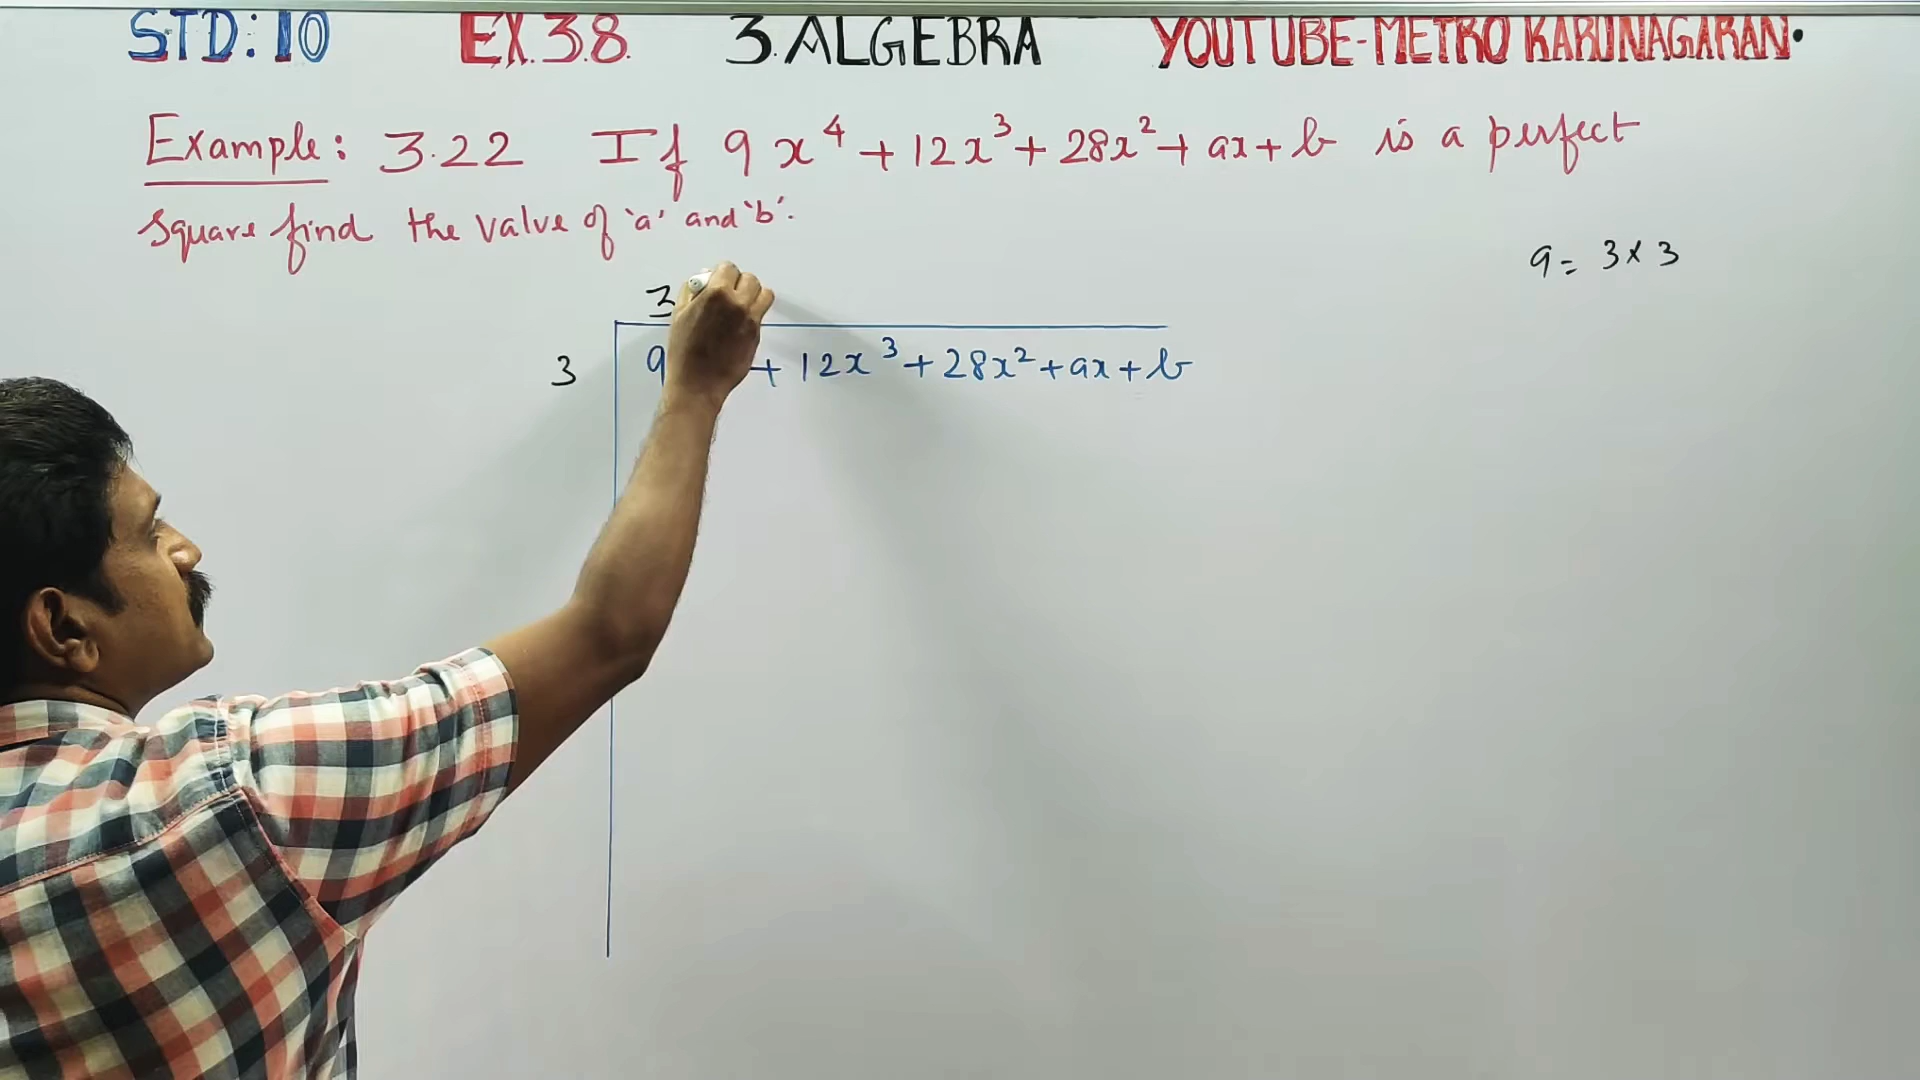 STD: 10 EX.3.8. 3.ALGEBRA YOUTUBE-METRO KARUNAGARAN.
Example: 3.22 If 9x⁴ + 12x³ + 28x² + ax + b is a perfect
square find the value of 'a' and 'b'.
9 = 3 × 3
3
3 9 + 12x³ + 28x² + ax + b